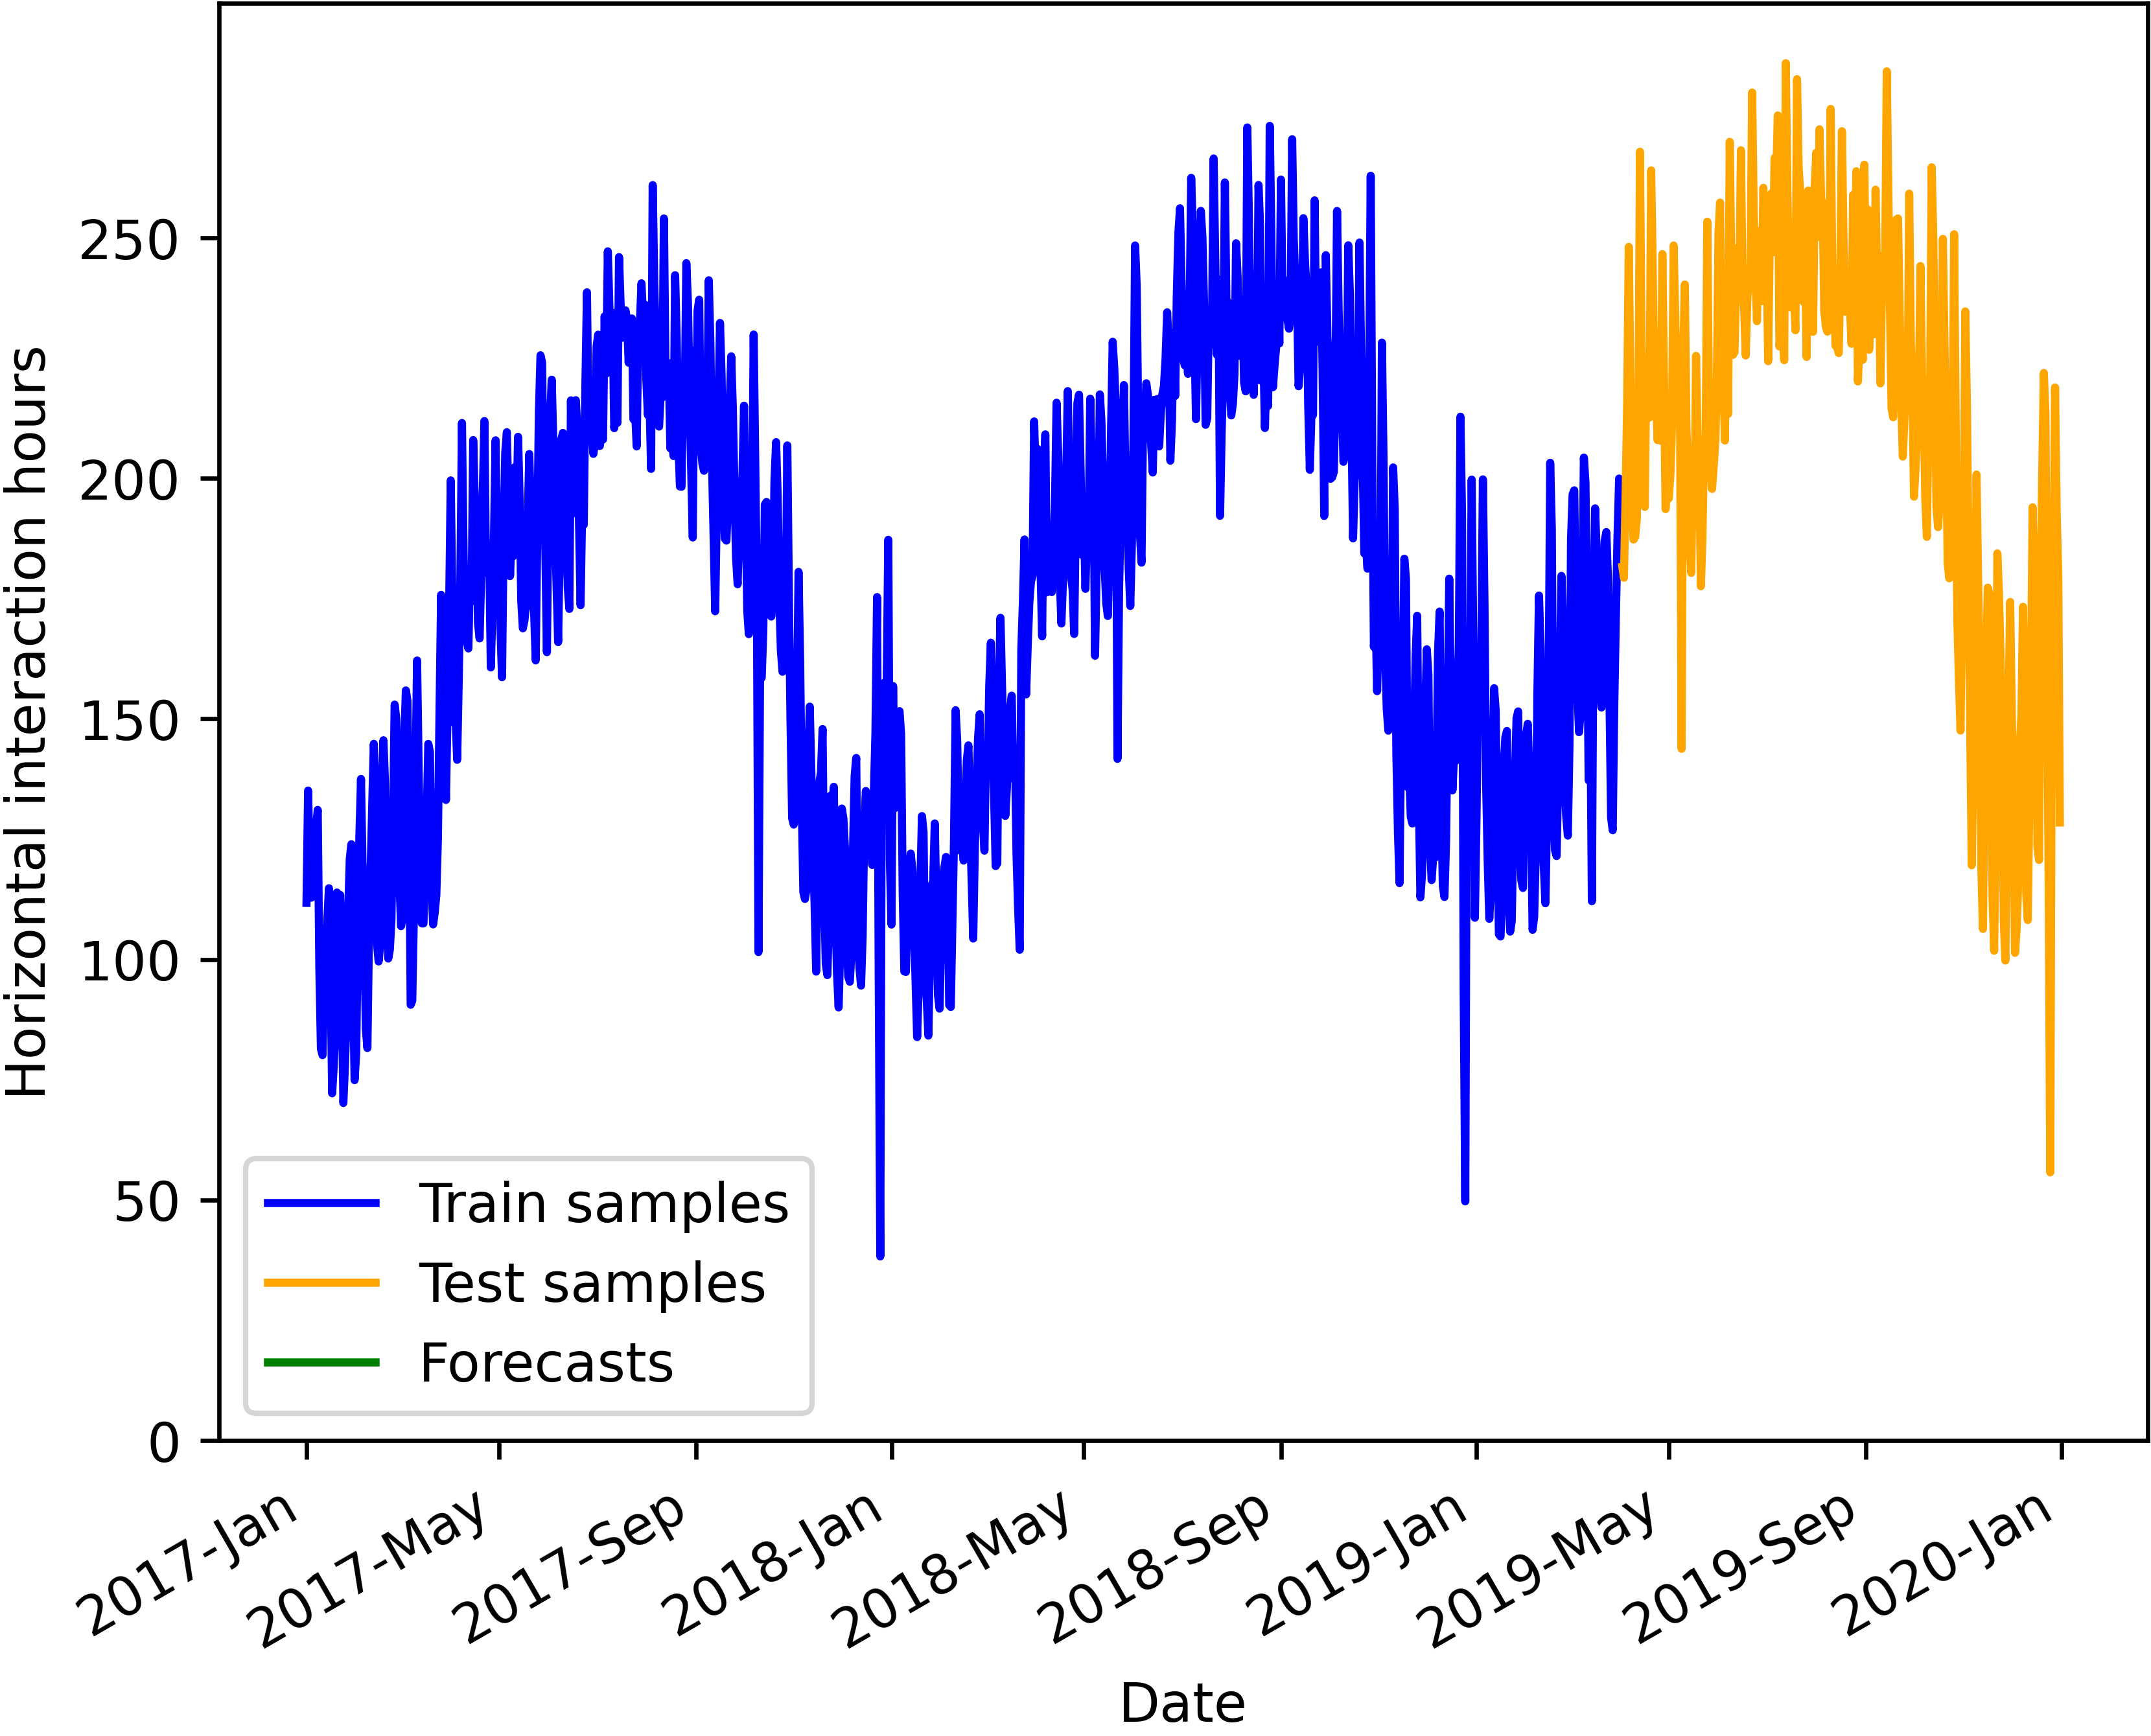 Horizontal interaction hours
250
200
150
100
50
0
Train samples
Test samples
Forecasts
2017-Jan
2017-May
2017-Sep
2018-Jan
2018-May
2018-Sep
2019-Jan
2019-May
2019-Sep
2020-Jan
Date